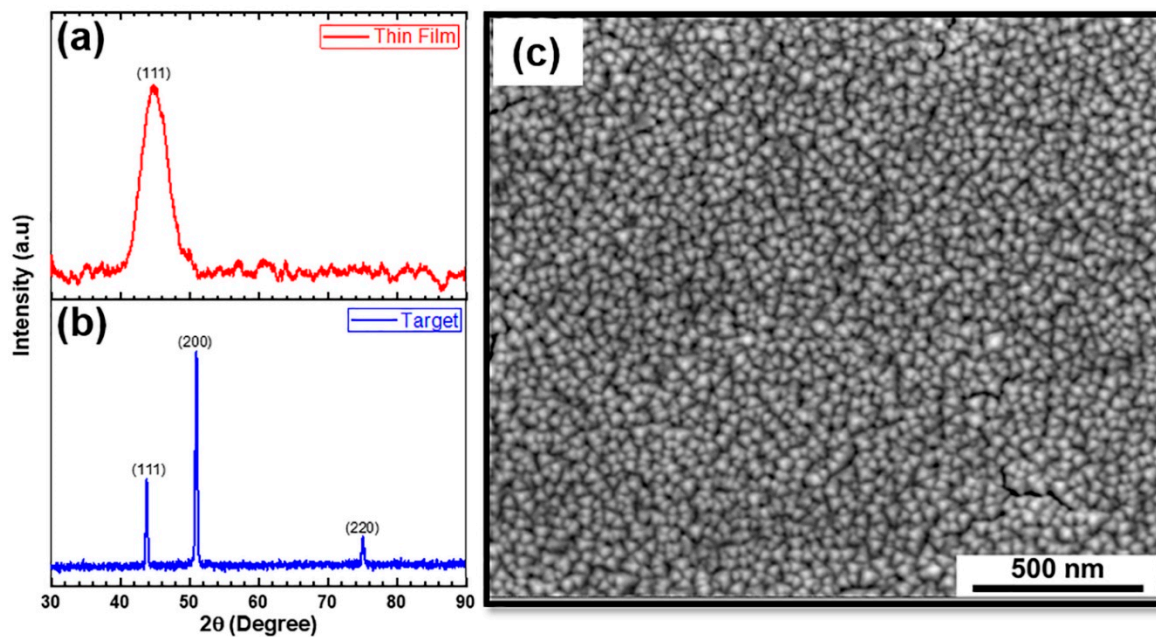 (a)
Thin Film
(111)
(b)
Target
(200)
(111)
(220)
Intensity (a.u)
30 40 50 60 70 80 90
2θ (Degree)
(c)
500 nm